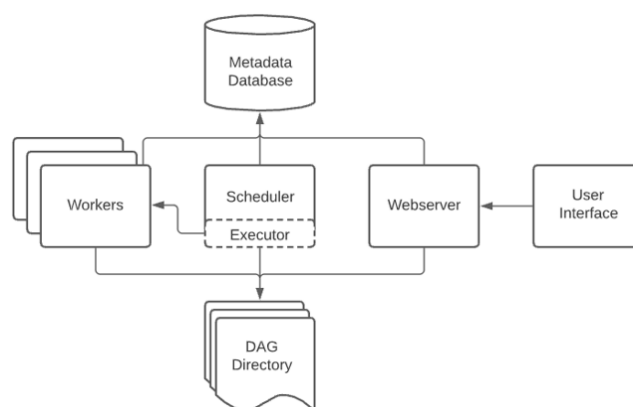 Metadata
Database
Workers
Scheduler
Executor
Webserver
User
Interface
DAG
Directory